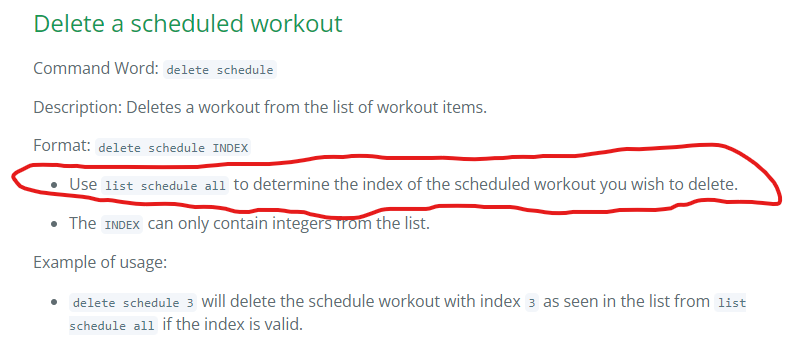 Delete a scheduled workout
Command Word: delete schedule
Description: Deletes a workout from the list of workout items.
Format: delete schedule INDEX
• Use list schedule all to determine the index of the scheduled workout you wish to delete.
• The INDEX can only contain integers from the list.
Example of usage:
• delete schedule 3 will delete the schedule workout with index 3 as seen in the list from list
schedule all if the index is valid.